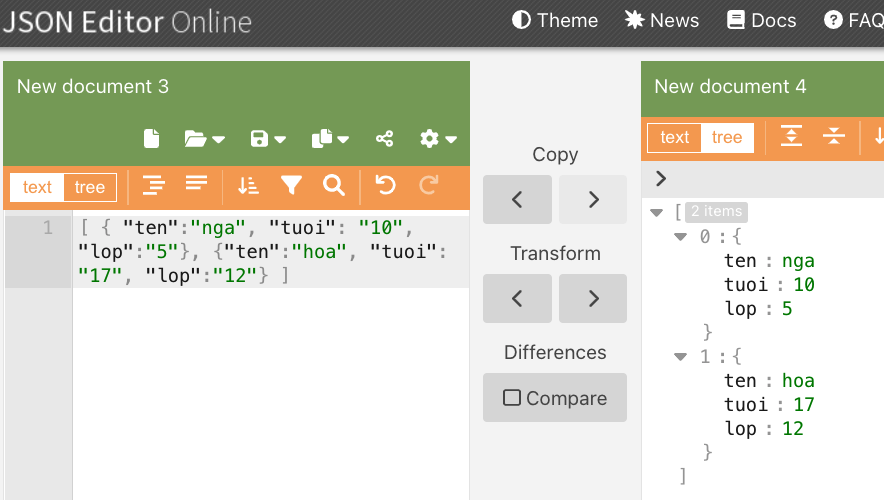 JSON Editor Online
Theme News Docs FAQ
New document 3
text tree
1 [ { "ten":"nga", "tuoi": "10",
"lop":"5"}, {"ten":"hoa", "tuoi":
"17", "lop":"12"} ]
Copy
Transform
Differences
Compare
New document 4
text tree
[ 2 items
0 : {
ten : nga
tuoi : 10
lop : 5
}
1 : {
ten : hoa
tuoi : 17
lop : 12
}
]